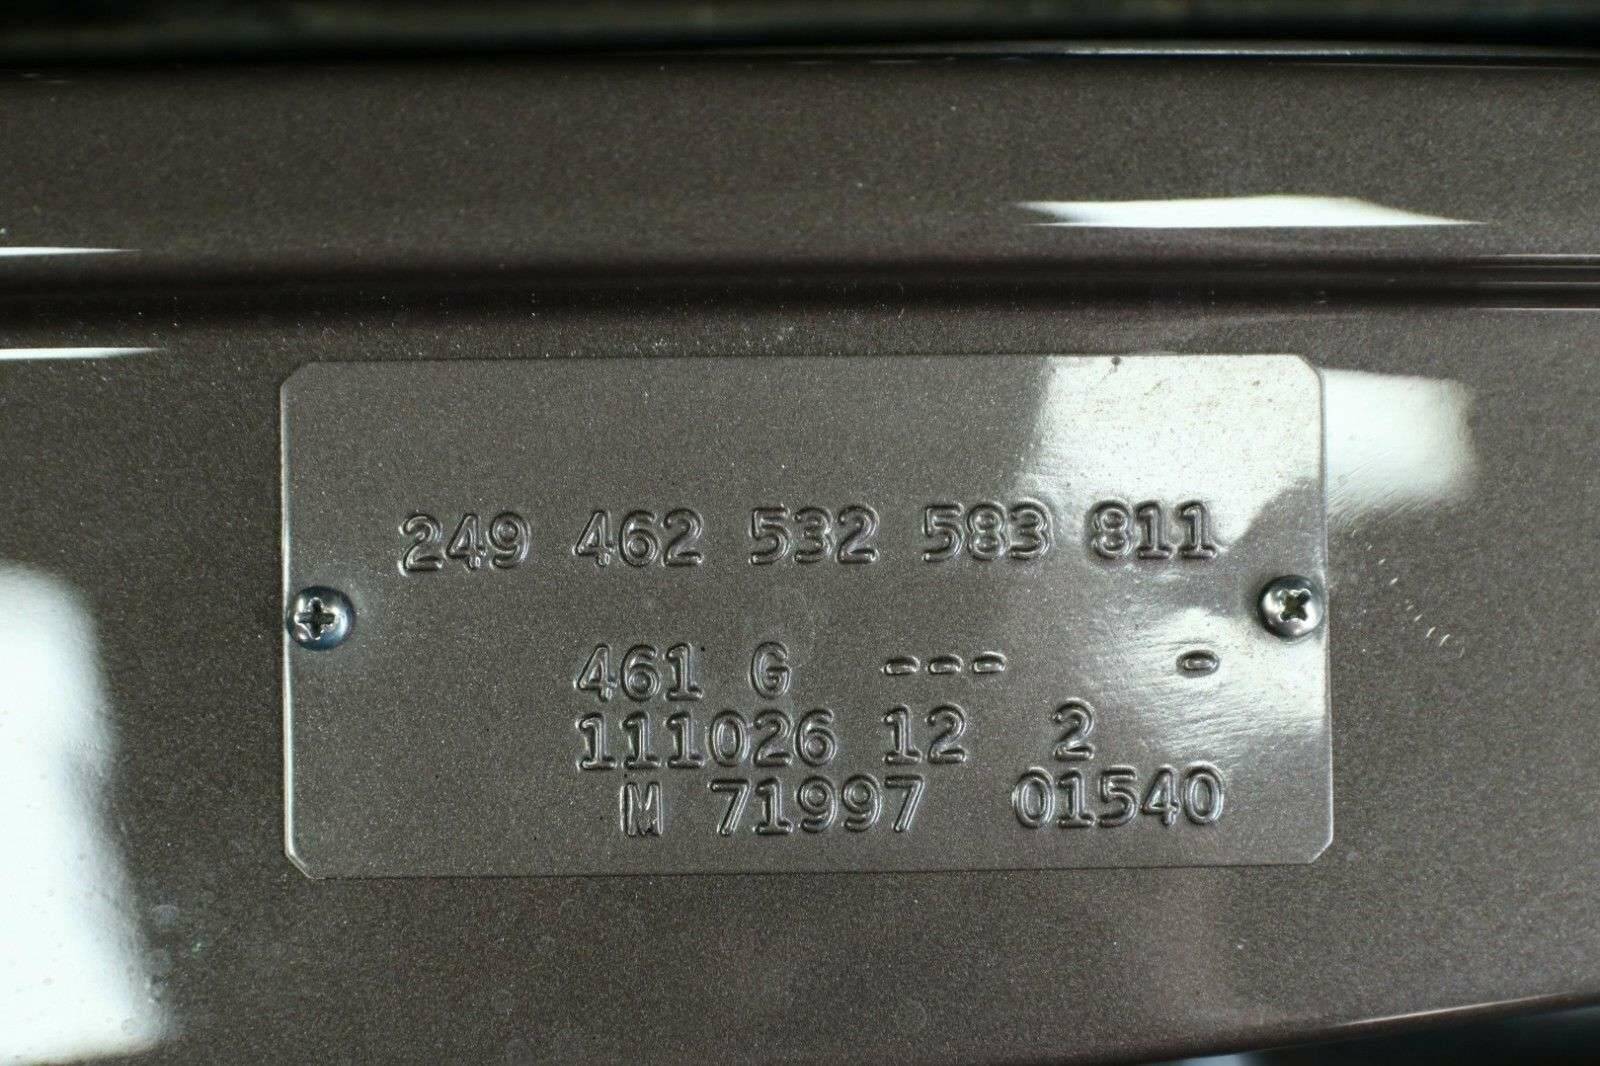 249 462 532 583 811
461 G --- -
111026 12 2
M 71997 01540